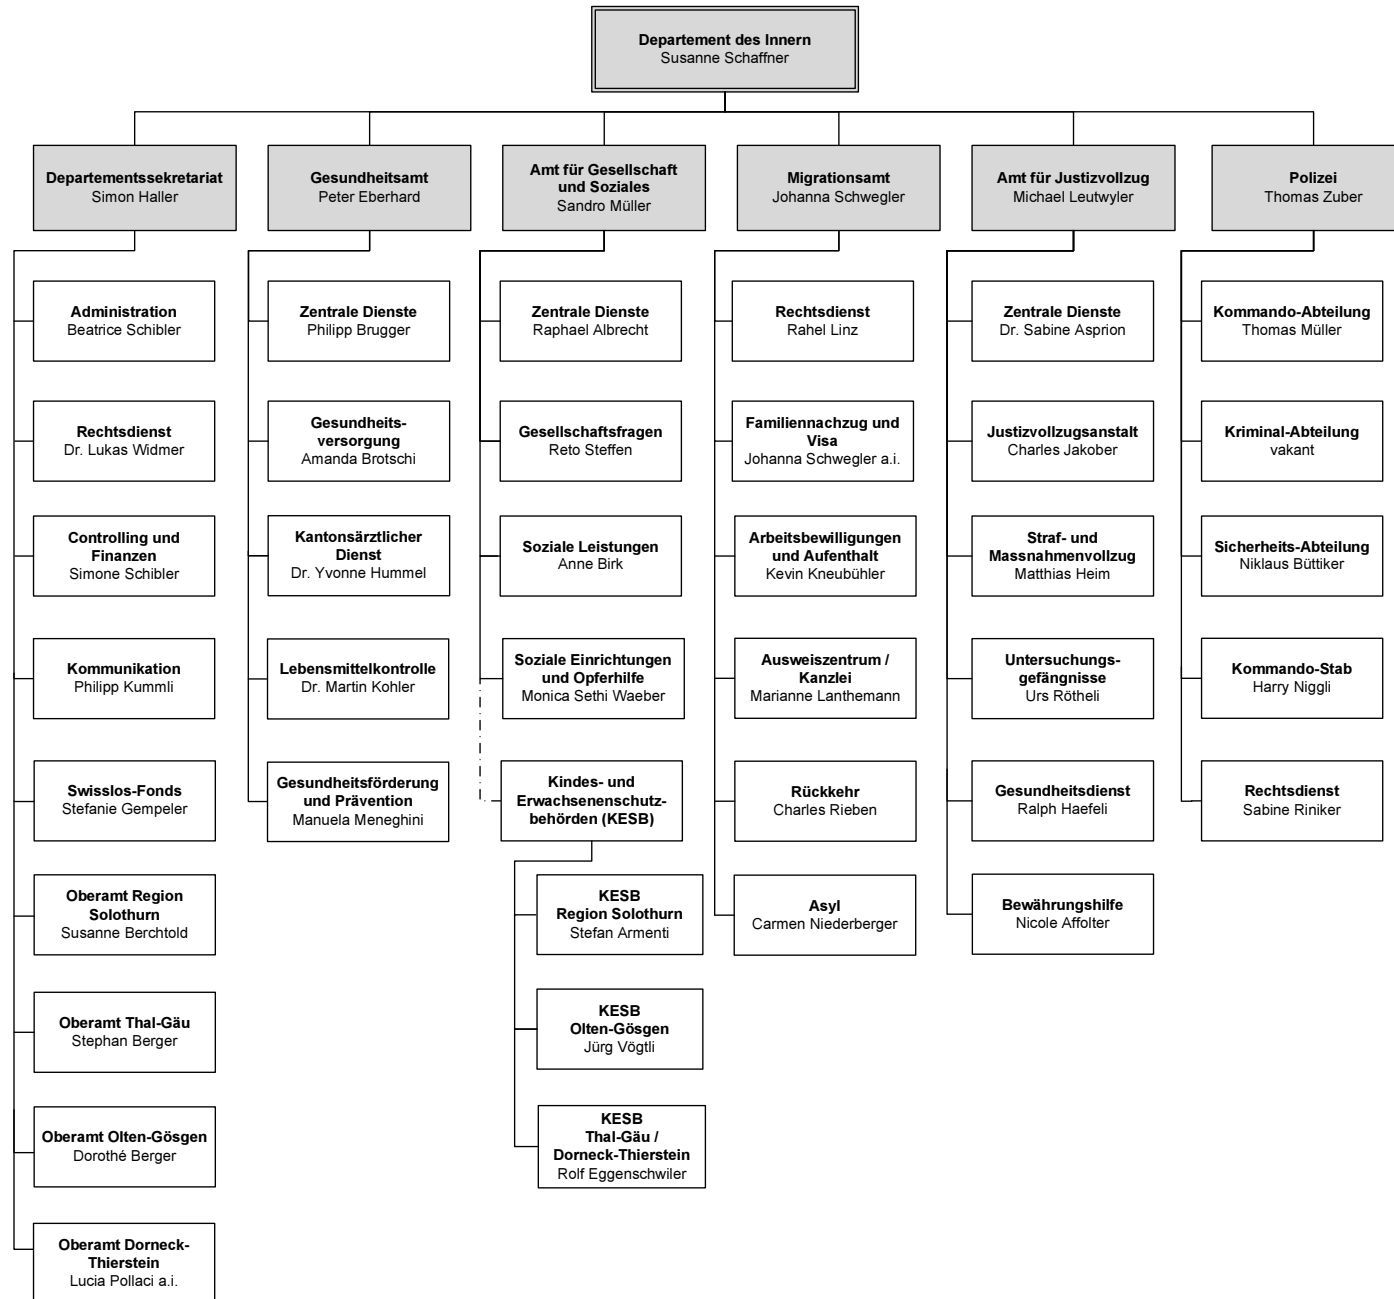 Departement des Innern
Susanne Schaffner
Departementssekretariat
Simon Haller
Gesundheitsamt
Peter Eberhard
Amt für Gesellschaft
und Soziales
Sandro Müller
Migrationsamt
Johanna Schwegler
Amt für Justizvollzug
Michael Leutwyler
Polizei
Thomas Zuber
Administration
Beatrice Schibler
Rechtsdienst
Dr. Lukas Widmer
Controlling und
Finanzen
Simone Schibler
Kommunikation
Philipp Kummli
Swisslos-Fonds
Stefanie Gempeler
Oberamt Region
Solothurn
Susanne Berchtold
Oberamt Thal-Gäu
Stephan Berger
Oberamt Olten-Gösgen
Dorothé Berger
Oberamt Dorneck-
Thierstein
Lucia Pollaci a.i.
Zentrale Dienste
Philipp Brugger
Gesundheits-
versorgung
Amanda Brotschi
Kantonsärztlicher
Dienst
Dr. Yvonne Hummel
Lebensmittelkontrolle
Dr. Martin Kohler
Gesundheitsförderung
und Prävention
Manuela Meneghini
Zentrale Dienste
Raphael Albrecht
Gesellschaftsfragen
Reto Steffen
Soziale Leistungen
Anne Birk
Soziale Einrichtungen
und Opferhilfe
Monica Sethi Waeber
Kindes- und
Erwachsenenschutz-
behörden (KESB)
KESB
Region Solothurn
Stefan Armenti
KESB
Olten-Gösgen
Jürg Vögtli
KESB
Thal-Gäu /
Dorneck-Thierstein
Rolf Eggenschwiler
Rechtsdienst
Rahel Linz
Familiennachzug und
Visa
Johanna Schwegler a.i.
Arbeitsbewilligungen
und Aufenthalt
Kevin Kneubühler
Ausweiszentrum /
Kanzlei
Marianne Lanthemann
Rückkehr
Charles Rieben
Asyl
Carmen Niederberger
Zentrale Dienste
Dr. Sabine Asprion
Justizvollzugsanstalt
Charles Jakober
Straf- und
Massnahmenvollzug
Matthias Heim
Untersuchungs-
gefängnisse
Urs Rötheli
Gesundheitsdienst
Ralph Haefeli
Bewährungshilfe
Nicole Affolter
Kommando-Abteilung
Thomas Müller
Kriminal-Abteilung
vakant
Sicherheits-Abteilung
Niklaus Büttiker
Kommando-Stab
Harry Niggli
Rechtsdienst
Sabine Riniker